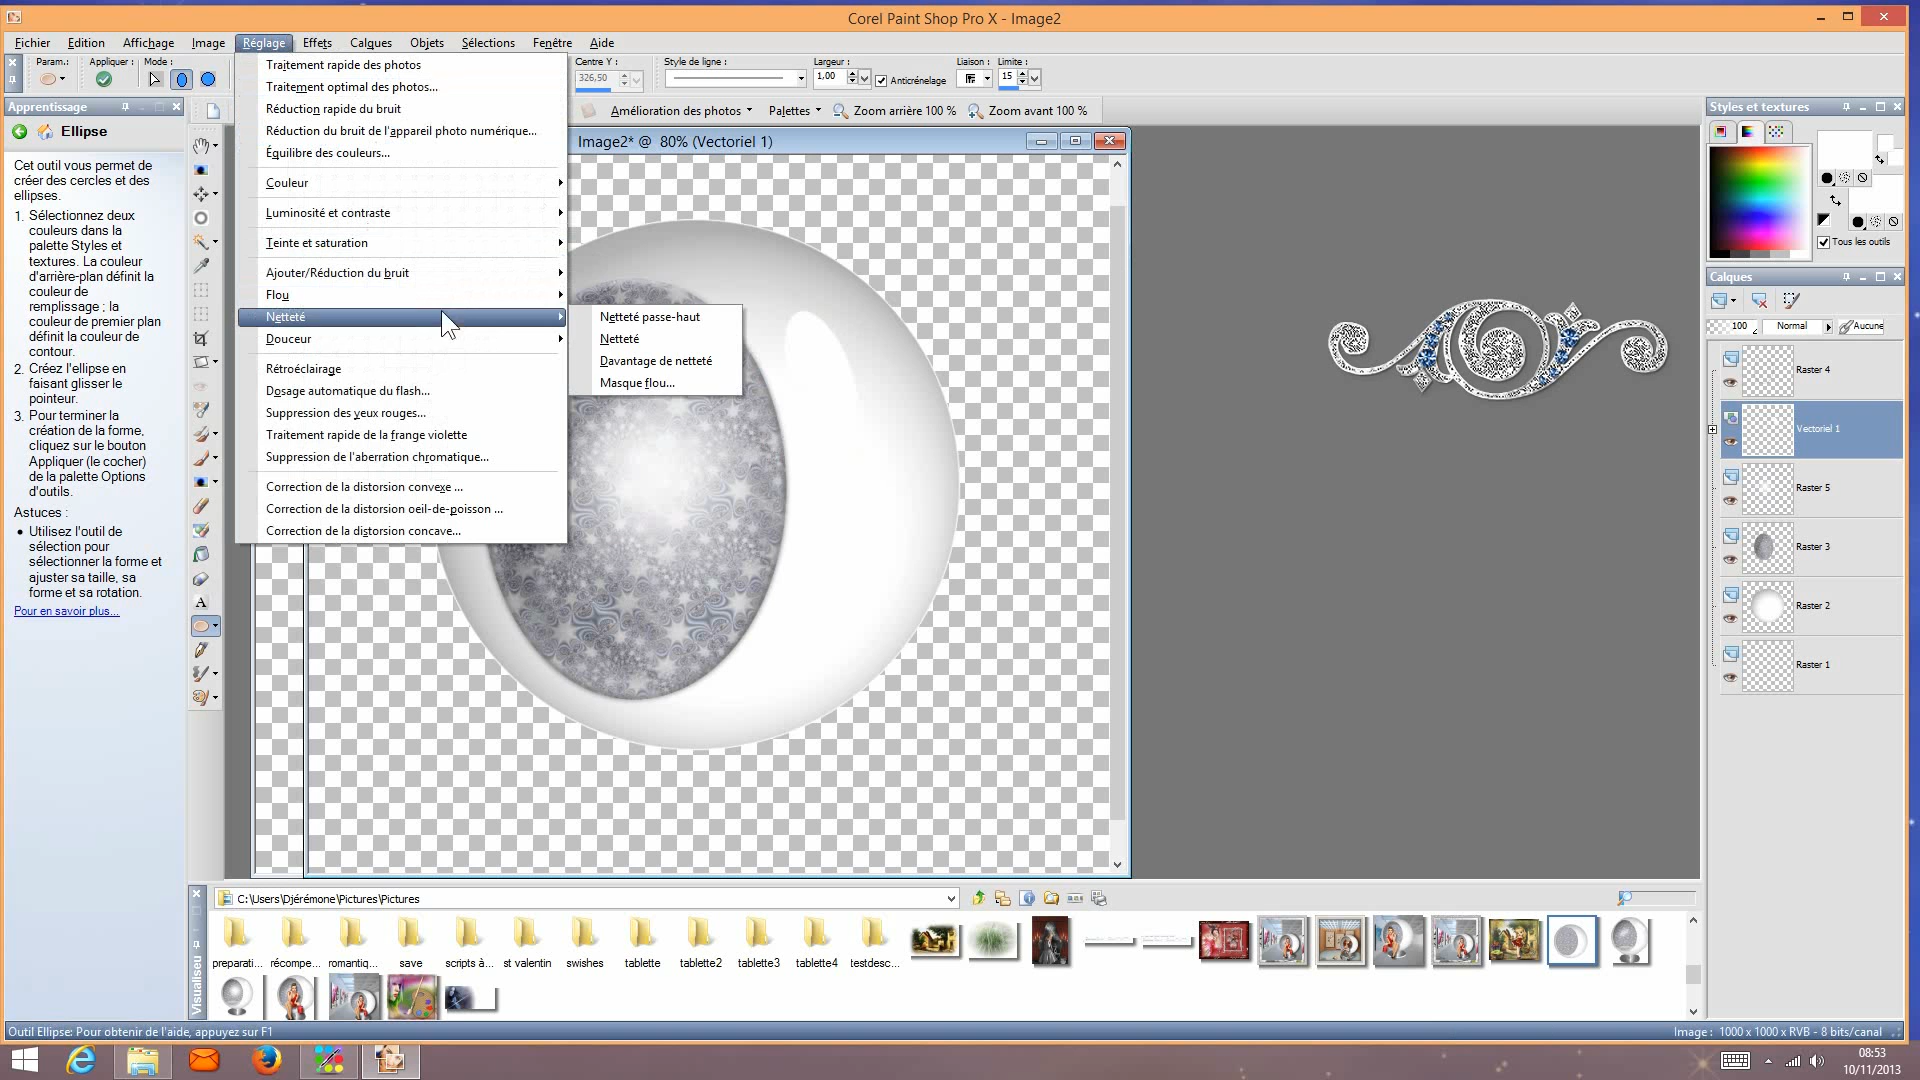 Corel Paint Shop Pro X - Image2
Fichier Edition Affichage Image Réglage Effets Calques Objets Sélections Fenêtre Aide
Param.: Appliquer : Mode : Centre Y : Style de ligne : Largeur : Liaison : Limite :
326,50 1,00 Anticrénelage 15
Amélioration des photos Palettes Zoom arrière 100 % Zoom avant 100 %
Apprentissage
Ellipse
Cet outil vous permet de
créer des cercles et des
ellipses.
1. Sélectionnez deux
couleurs dans la
palette Styles et
textures. La couleur
d'arrière-plan définit la
couleur de
remplissage ; la
couleur de premier plan
définit la couleur de
contour.
2. Créez l'ellipse en
faisant glisser le
pointeur.
3. Pour terminer la
création de la forme,
cliquez sur le bouton
Appliquer (le cocher)
de la palette Options
d'outils.
Astuces :
• Utilisez l'outil de
sélection pour
sélectionner la forme et
ajuster sa taille, sa
forme et sa rotation.
Pour en savoir plus...
Traitement rapide des photos
Traitement optimal des photos...
Réduction rapide du bruit
Réduction du bruit de l'appareil photo numérique...
Équilibre des couleurs...
Couleur
Luminosité et contraste
Teinte et saturation
Ajouter/Réduction du bruit
Flou
Netteté
Douceur
Rétroéclairage
Dosage automatique du flash...
Suppression des yeux rouges...
Traitement rapide de la frange violette
Suppression de l'aberration chromatique...
Correction de la distorsion convexe ...
Correction de la distorsion oeil-de-poisson ...
Correction de la distorsion concave...
Netteté passe-haut
Netteté
Davantage de netteté
Masque flou...
Image2* @ 80% (Vectoriel 1)
Styles et textures
Tous les outils
Calques
100 Normal Aucune
Raster 4
Vectoriel 1
Raster 5
Raster 3
Raster 2
Raster 1
A
Visualiseu
C:\Users\Djérémone\Pictures\Pictures
preparati... récompe... romantiq... save scripts à... st valentin swishes tablette tablette2 tablette3 tablette4 testdesc...
Outil Ellipse: Pour obtenir de l'aide, appuyez sur F1
Image : 1000 x 1000 x RVB - 8 bits/canal
08:53
10/11/2013